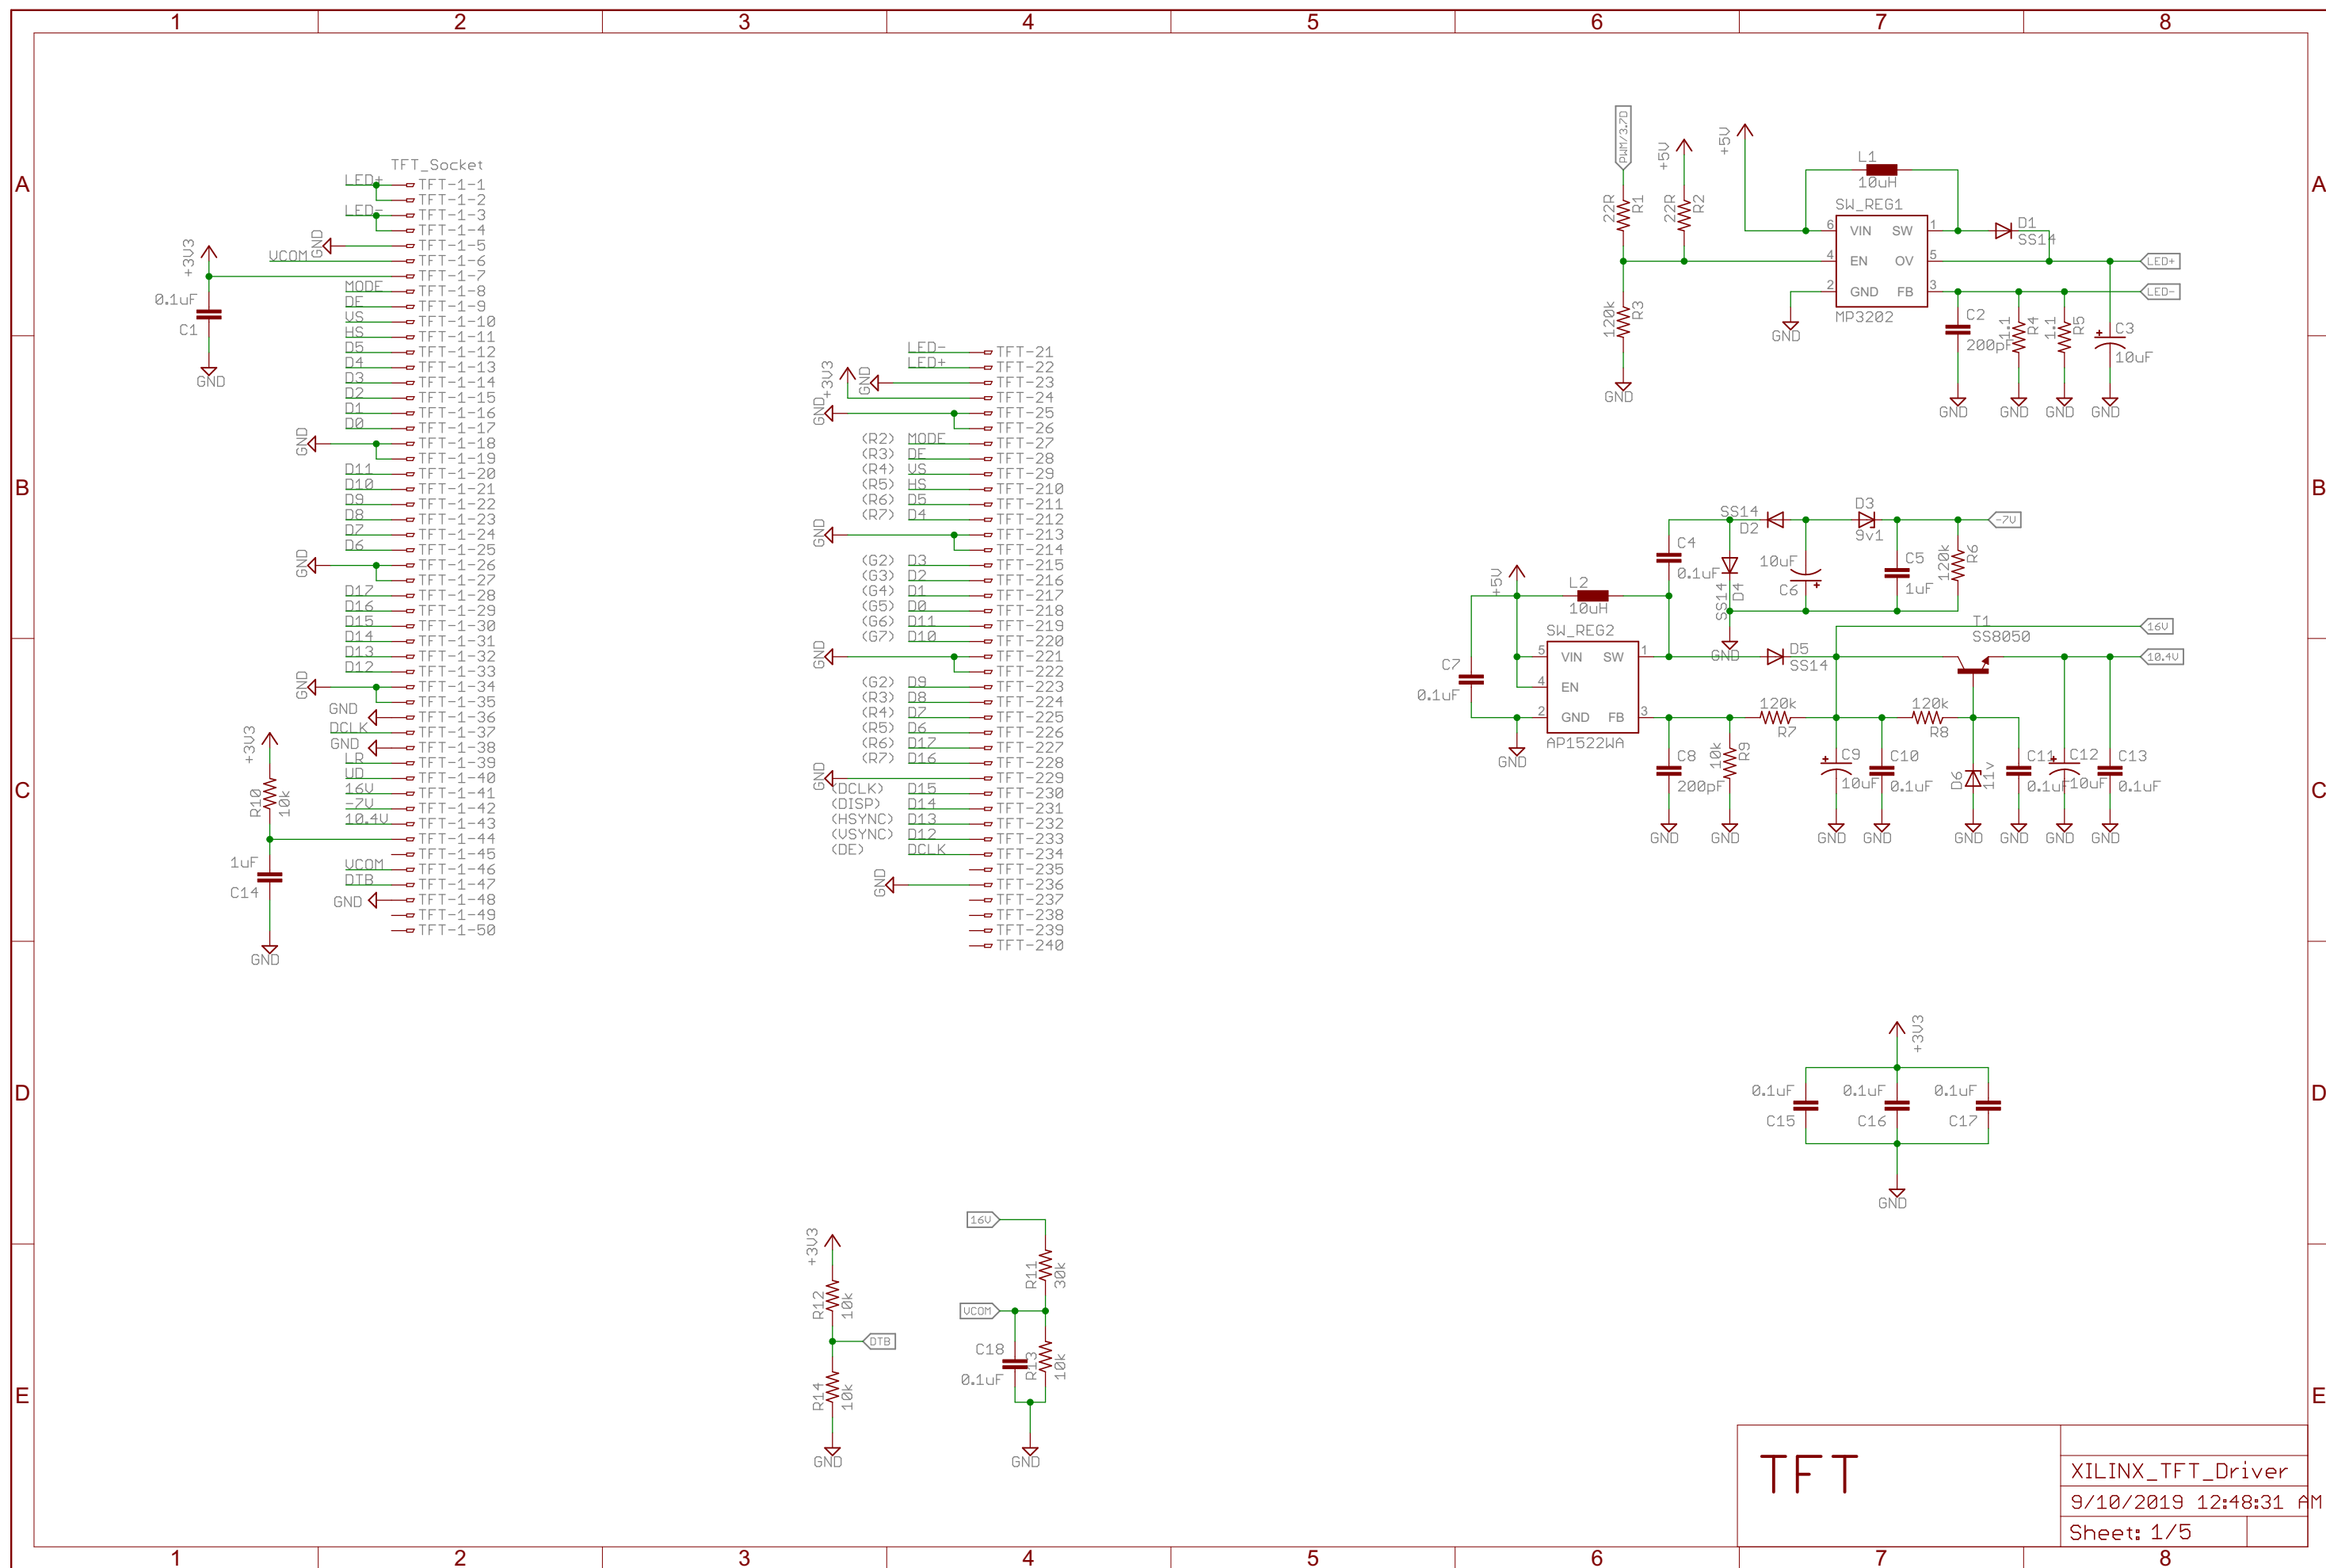 1 2 3 4 5 6 7 8
A
A
B
B
C
C
D
D
E
E
TFT_Socket
LED+ TFT-1-1
TFT-1-2
LED- TFT-1-3
TFT-1-4
GND TFT-1-5
VCOM TFT-1-6
+3V3 TFT-1-7
MODE TFT-1-8
DE TFT-1-9
VS TFT-1-10
HS TFT-1-11
D5 TFT-1-12
D4 TFT-1-13
D3 TFT-1-14
D2 TFT-1-15
D1 TFT-1-16
D0 TFT-1-17
GND TFT-1-18
TFT-1-19
D11 TFT-1-20
D10 TFT-1-21
D9 TFT-1-22
D8 TFT-1-23
D7 TFT-1-24
D6 TFT-1-25
GND TFT-1-26
TFT-1-27
D17 TFT-1-28
D16 TFT-1-29
D15 TFT-1-30
D14 TFT-1-31
D13 TFT-1-32
D12 TFT-1-33
GND TFT-1-34
TFT-1-35
GND TFT-1-36
DCLK TFT-1-37
GND TFT-1-38
LR TFT-1-39
UD TFT-1-40
16V TFT-1-41
-7V TFT-1-42
10.4V TFT-1-43
TFT-1-44
TFT-1-45
VCOM TFT-1-46
DTB TFT-1-47
GND TFT-1-48
TFT-1-49
TFT-1-50
0.1uF
C1
GND
+3V3
R10
10k
1uF
C14
GND
LED- TFT-21
LED+ TFT-22
GND TFT-23
+3V3 TFT-24
GND TFT-25
TFT-26
(R2) MODE TFT-27
(R3) DE TFT-28
(R4) VS TFT-29
(R5) HS TFT-210
(R6) D5 TFT-211
(R7) D4 TFT-212
GND TFT-213
TFT-214
(G2) D3 TFT-215
(G3) D2 TFT-216
(G4) D1 TFT-217
(G5) D0 TFT-218
(G6) D11 TFT-219
(G7) D10 TFT-220
GND TFT-221
TFT-222
(G2) D9 TFT-223
(R3) D8 TFT-224
(R4) D7 TFT-225
(R5) D6 TFT-226
(R6) D17 TFT-227
(R7) D16 TFT-228
GND TFT-229
(DCLK) D15 TFT-230
(DISP) D14 TFT-231
(HSYNC) D13 TFT-232
(VSYNC) D12 TFT-233
(DE) DCLK TFT-234
TFT-235
GND TFT-236
TFT-237
TFT-238
TFT-239
TFT-240
PWM/3.7D
+5V
+5V
22R R1
22R R2
120k R3
GND
L1
10uH
SW_REG1
6 VIN SW 1
4 EN OV 5
2 GND FB 3
MP3202
GND
D1
SS14
LED+
LED-
C2
200pF
1.1 R4
1.1 R5
C3
10uF
GND GND GND GND
SS14
D2
D3
9v1
-7V
C4
0.1uF
SS14 D4
10uF
C6
C5
1uF
120k R6
GND
+5V
L2
10uH
SW_REG2
5 VIN SW 1
4 EN
2 GND FB 3
AP1522WA
C7
0.1uF
GND
D5
SS14
T1
SS8050
16V
10.4V
120k
R7
120k
R8
C8
200pF
10k R9
C9
10uF
C10
0.1uF
D6 11v
C11
0.1uF
C12
10uF
C13
0.1uF
GND GND GND GND GND GND GND GND
+3V3
0.1uF 0.1uF 0.1uF
C15 C16 C17
GND
+3V3
R12 10k
DTB
R14 10k
GND
16V
R11 30k
VCOM
C18
0.1uF
R13 10k
GND
TFT
XILINX_TFT_Driver
9/10/2019 12:48:31 AM
Sheet: 1/5
1 2 3 4 5 6 7 8